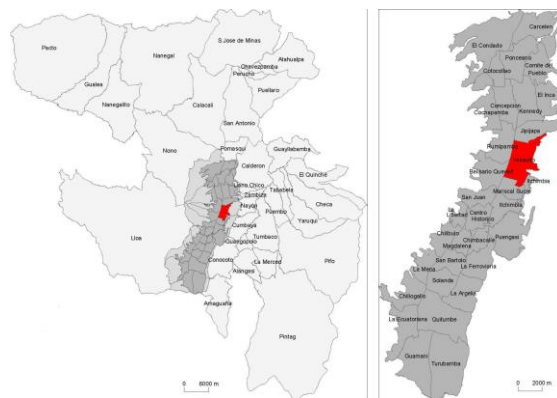 S.Jose de Minas
Nanegal
Pacto
Atahualpa
Chavezpamba
Perucho
Gualea
Puellaro
Nanegalito
Calacali
San Antonio
Pomasqui
Nono
Guayllabamba
Calderon
El Quinche
Llano Chico
Tababela
Zambiza
Checa
Nayon
Puembo
Yaruqui
Cumbaya
Lloa
Tumbaco
Guangopolo
Pifo
Conocoto
La Merced
Alangasi
Amaguaña
Pintag
0
8000 m
Carcelen
El Condado
Ponceano
Comite del
Pueblo
Cotocollao
El Inca
Concepción
Kennedy
Cochapamba
Jipijapa
Rumipamba
Iñaquito
Belisario Quevedo
Mariscal Sucre
San Juan
Itchimbia
Libertad
Centro
Historico
Chilibulo
Chimbacalle
Puengasi
Magdalena
San Bartolo
La Mena
La Ferroviaria
Solanda
Chillogallo
La Argelia
La Ecuatoriana
Quitumbe
Guamani
Turubamba
0
2000 m